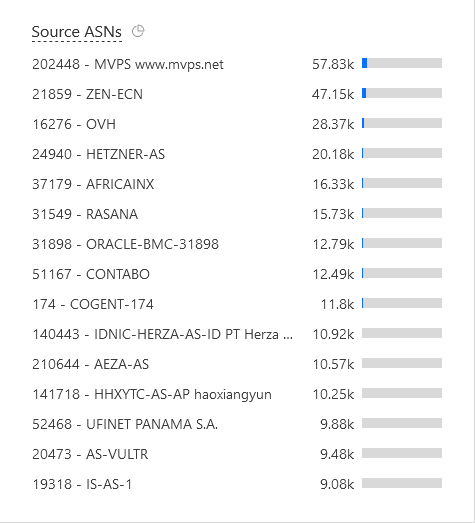 Source ASNs
202448 - MVPS www.mvps.net 57.83k
21859 - ZEN-ECN 47.15k
16276 - OVH 28.37k
24940 - HETZNER-AS 20.18k
37179 - AFRICAINX 16.33k
31549 - RASANA 15.73k
31898 - ORACLE-BMC-31898 12.79k
51167 - CONTABO 12.49k
174 - COGENT-174 11.8k
140443 - IDNIC-HERZA-AS-ID PT Herza ... 10.92k
210644 - AEZA-AS 10.57k
141718 - HHXYTC-AS-AP haoxiangyun 10.25k
52468 - UFINET PANAMA S.A. 9.88k
20473 - AS-VULTR 9.48k
19318 - IS-AS-1 9.08k